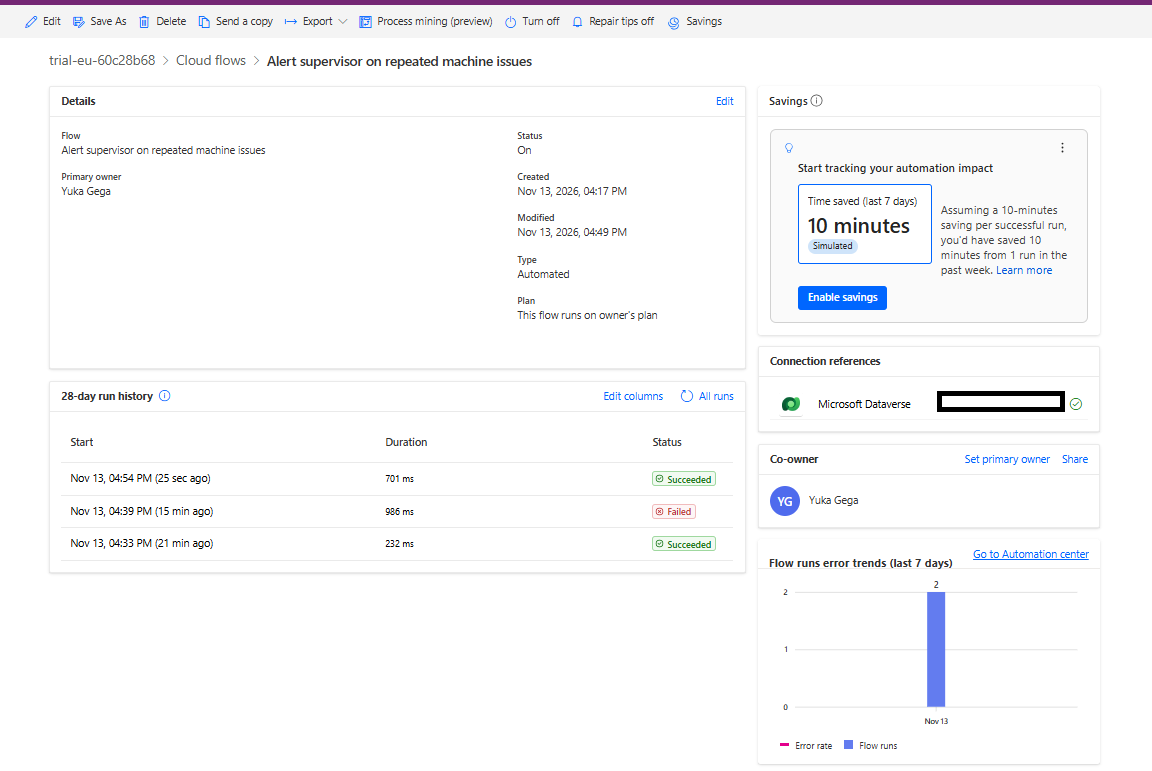 Edit Save As Delete Send a copy Export Process mining (preview) Turn off Repair tips off Savings
trial-eu-60c28b68 > Cloud flows > Alert supervisor on repeated machine issues
Details Edit
Flow
Alert supervisor on repeated machine issues
Primary owner
Yuka Gega
Status
On
Created
Nov 13, 2026, 04:17 PM
Modified
Nov 13, 2026, 04:49 PM
Type
Automated
Plan
This flow runs on owner's plan
28-day run history Edit columns All runs
Start Duration Status
Nov 13, 04:54 PM (25 sec ago) 701 ms Succeeded
Nov 13, 04:39 PM (15 min ago) 986 ms Failed
Nov 13, 04:33 PM (21 min ago) 232 ms Succeeded
Savings
Start tracking your automation impact
Time saved (last 7 days)
10 minutes
Simulated
Assuming a 10-minutes
saving per successful run,
you'd have saved 10
minutes from 1 run in the
past week. Learn more
Enable savings
Connection references
Microsoft Dataverse
Co-owner Set primary owner Share
YG Yuka Gega
Go to Automation center
Flow runs error trends (last 7 days)
2
2
1
0
Nov 13
Error rate Flow runs